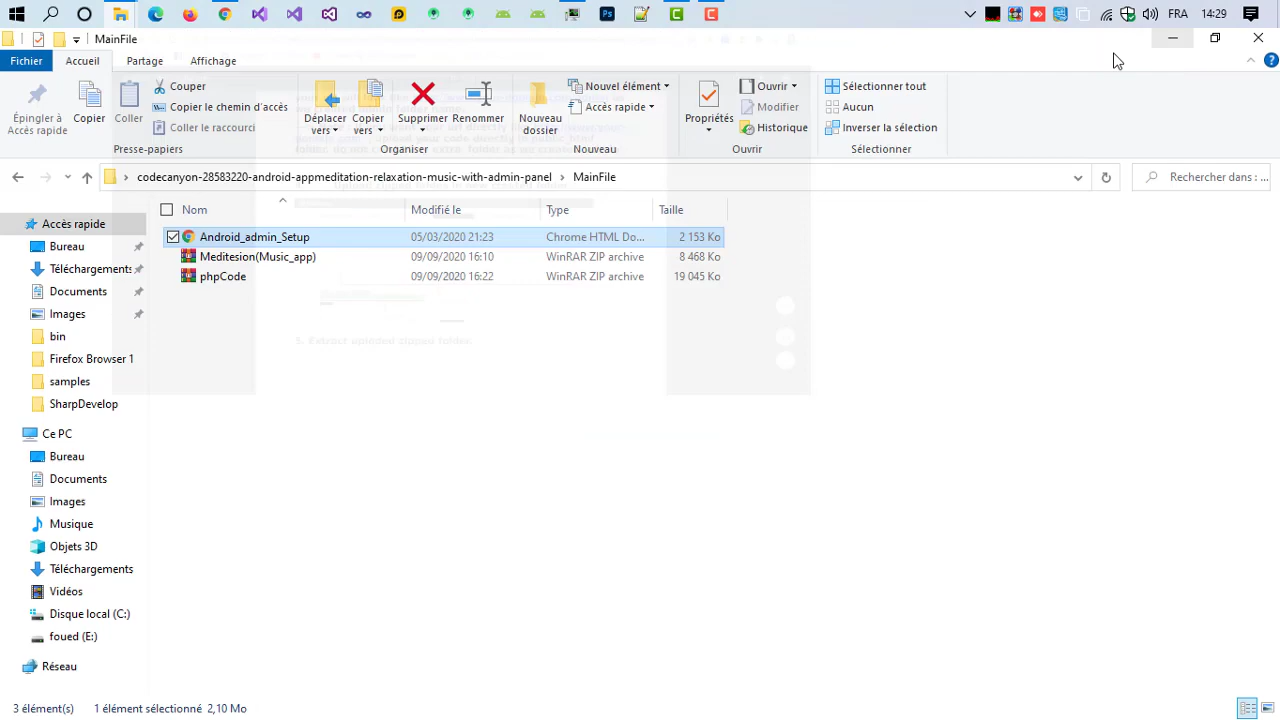 FRA 14:29
MainFile
Fichier Accueil Partage Affichage
Épingler à Accès rapide
Copier
Coller
Couper
Copier le chemin d'accès
Coller le raccourci
Presse-papiers
Déplacer vers
Copier vers
Supprimer
Renommer
Organiser
Nouveau dossier
Nouvel élément
Accès rapide
Nouveau
Propriétés
Ouvrir
Modifier
Historique
Ouvrir
Sélectionner tout
Aucun
Inverser la sélection
Sélectionner
codecanyon-28583220-android-appmeditation-relaxation-music-with-admin-panel MainFile
Rechercher dans : ...
Nom Modifié le Type Taille
Android_admin_Setup 05/03/2020 21:23 Chrome HTML Do... 2 153 Ko
Meditesion(Music_app) 09/09/2020 16:10 WinRAR ZIP archive 8 468 Ko
phpCode 09/09/2020 16:22 WinRAR ZIP archive 19 045 Ko
5. Extract uploded zipped folder.
Accès rapide
Bureau
Téléchargements
Documents
Images
bin
Firefox Browser 1
samples
SharpDevelop
Ce PC
Bureau
Documents
Images
Musique
Objets 3D
Téléchargements
Vidéos
Disque local (C:)
foued (E:)
Réseau
3 élément(s) 1 élément sélectionné 2,10 Mo